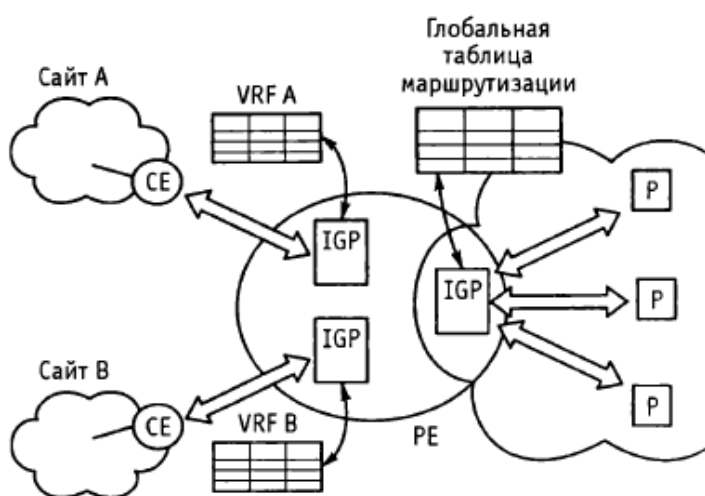 Глобальная
таблица
маршрутизации
Сайт A
VRF A
CE
P
IGP
IGP
P
IGP
Сайт B
CE
VRF B
PE
P